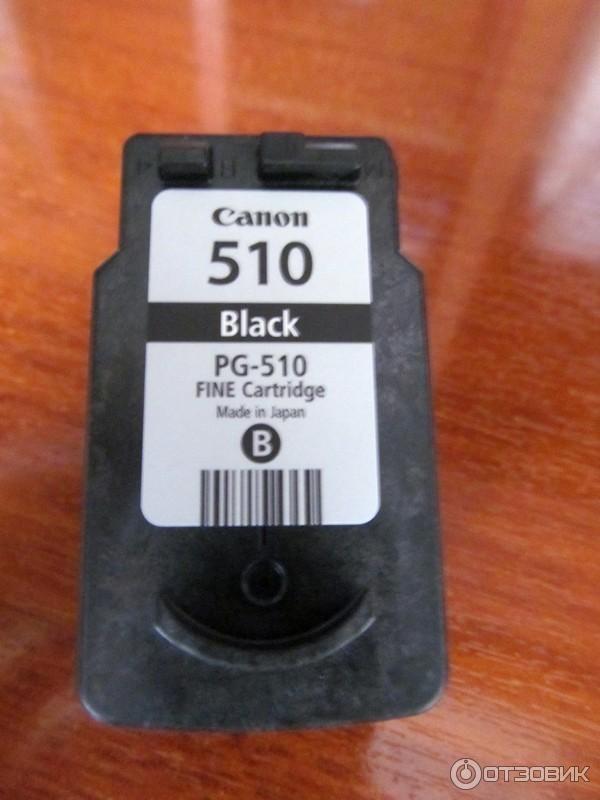 Canon
510
Black
PG-510
FINE Cartridge
Made in Japan
B
ОТЗОВИК